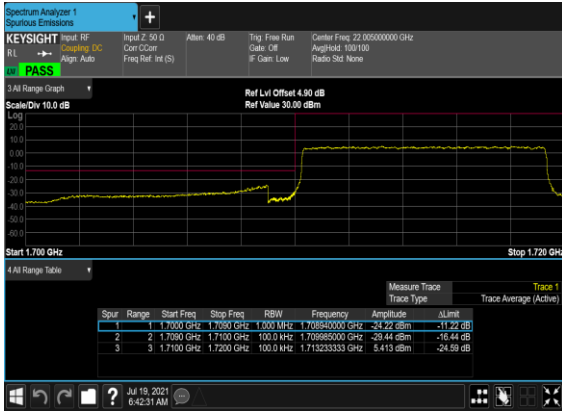 Spectrum Analyzer 1
Spurious Emissions
+
KEYSIGHT Input: RF Input Z: 50 Ω Atten: 40 dB Trig: Free Run Center Freq: 22.005000000 GHz
RL Coupling: DC Corr CCorr Gate: Off Avg|Hold: 100/100
Align: Auto Freq Ref: Int (S) IF Gain: Low Radio Std: None
PASS
3 All Range Graph Ref Lvl Offset 4.90 dB
Scale/Div 10.0 dB Ref Value 30.00 dBm
Log
20.0
10.0
0.00
-10.0
-20.0
-30.0
-40.0
-50.0
-60.0
Start 1.700 GHz Stop 1.720 GHz
4 All Range Table
Measure Trace Trace 1
Trace Type Trace Average (Active)
Spur Range Start Freq Stop Freq RBW Frequency Amplitude ΔLimit
1 1 1.7000 GHz 1.7090 GHz 1.000 MHz 1.708940000 GHz -24.22 dBm -11.22 dB
2 2 1.7090 GHz 1.7100 GHz 100.0 kHz 1.709985000 GHz -29.44 dBm -16.44 dB
3 3 1.7100 GHz 1.7200 GHz 100.0 kHz 1.713233333 GHz 5.413 dBm -24.59 dB
? Jul 19, 2021
6:42:31 AM